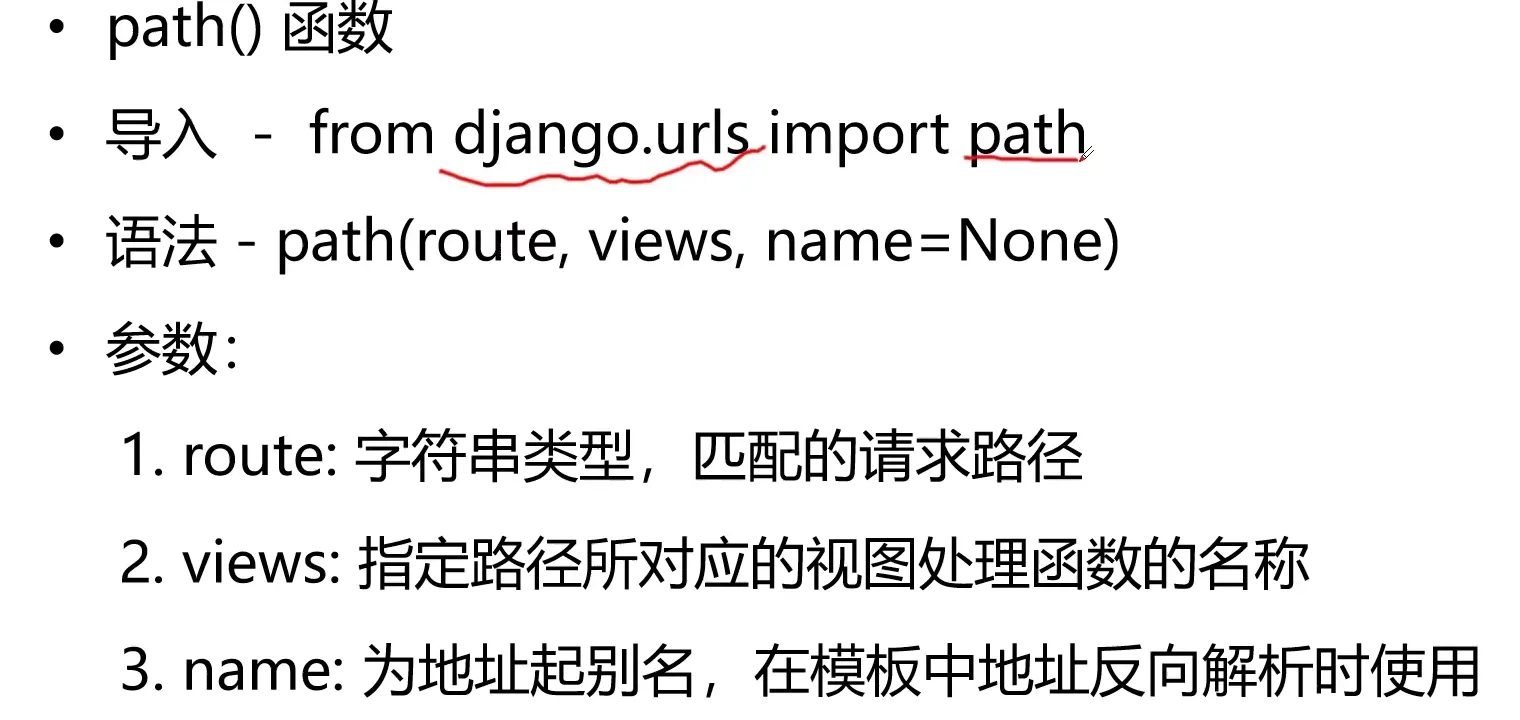 • path() 函数
• 导入 - from django.urls import path
• 语法 - path(route, views, name=None)
• 参数：
1. route: 字符串类型，匹配的请求路径
2. views: 指定路径所对应的视图处理函数的名称
3. name: 为地址起别名，在模板中地址反向解析时使用